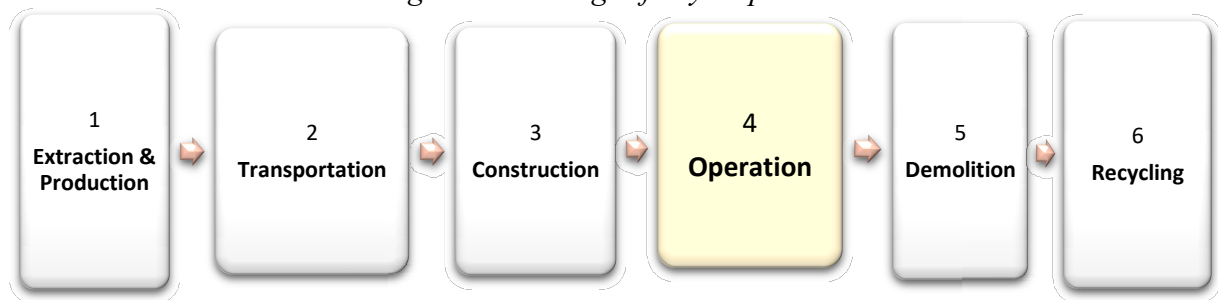 1
Extraction &
Production
2
Transportation
3
Construction
4
Operation
5
Demolition
6
Recycling